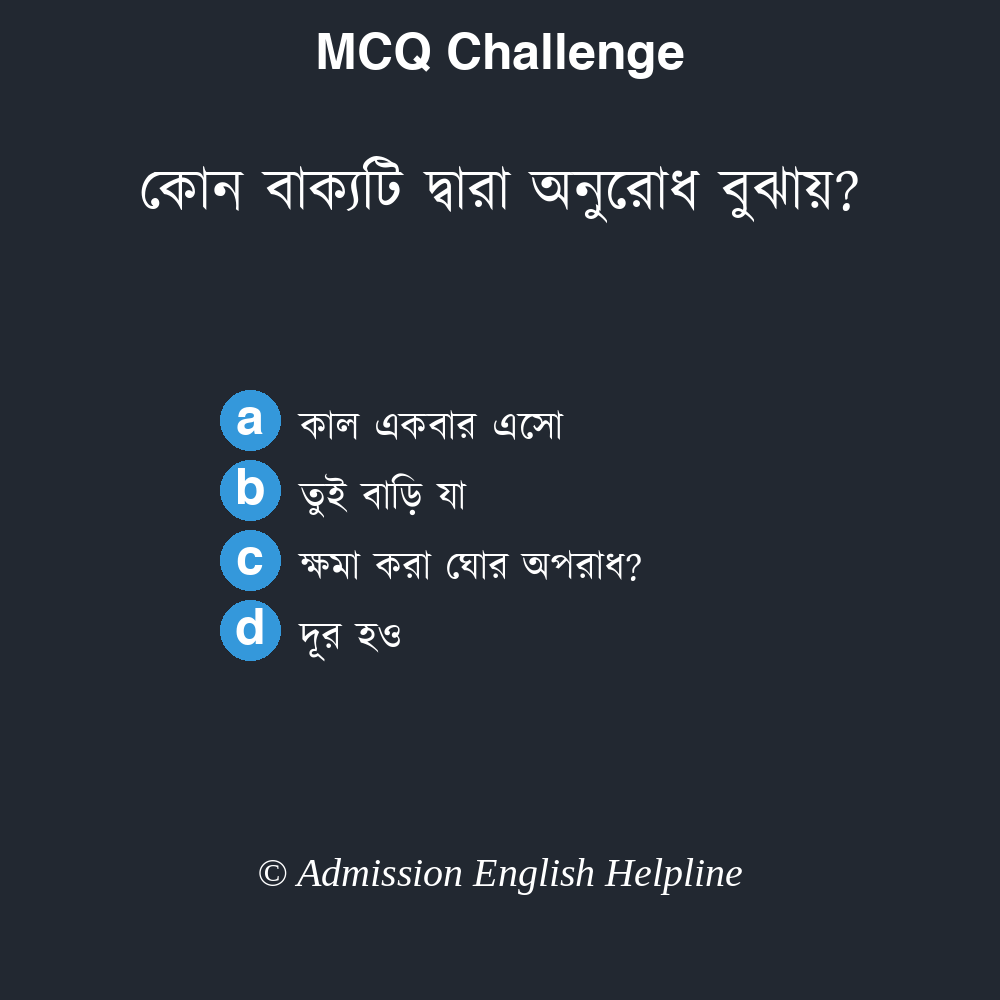 MCQ Challenge
কোন বাক্যটি দ্বারা অনুরোধ বুঝায়?
a কাল একবার এসো
b তুই বাড়ি যা
c ক্ষমা করা ঘোর অপরাধ?
d দূর হও
© Admission English Helpline